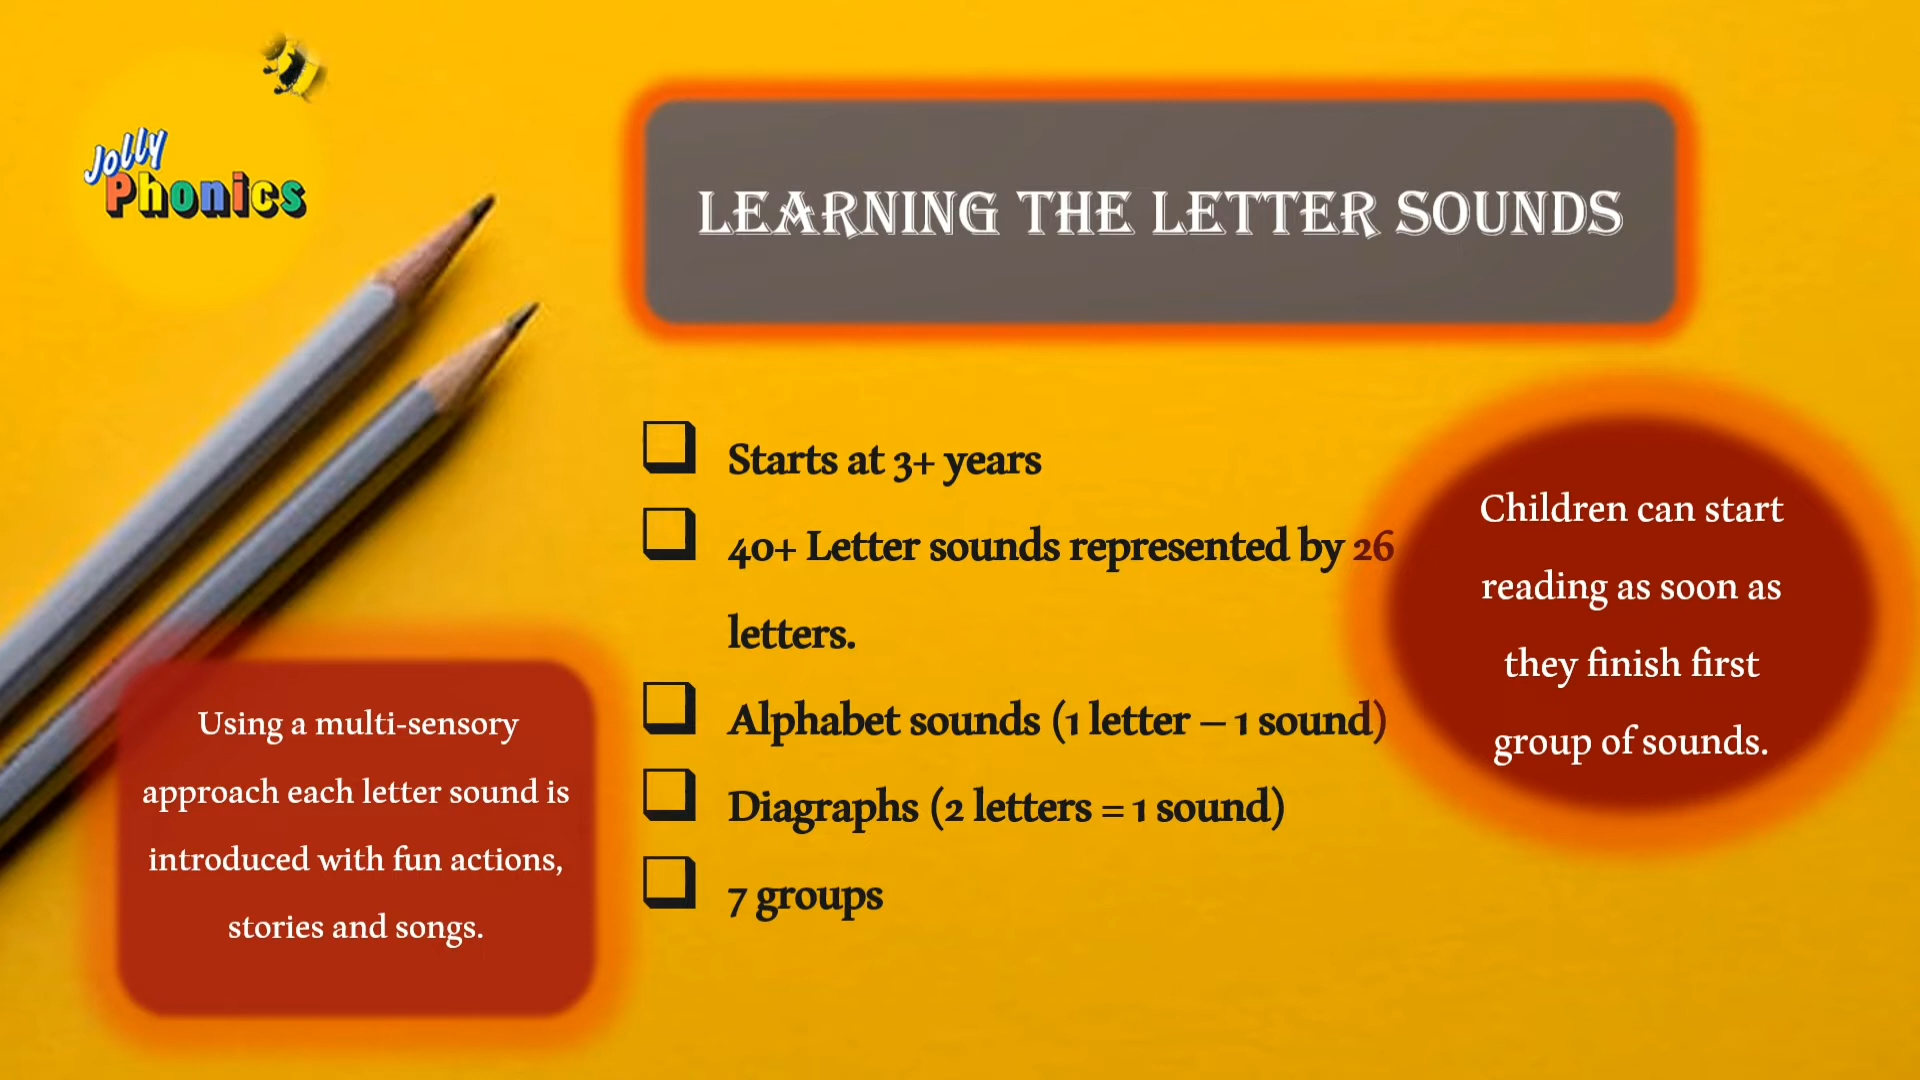 Jolly
Phonics
LEARNING THE LETTER SOUNDS
Starts at 3+ years
40+ Letter sounds represented by 26
letters.
Alphabet sounds (1 letter – 1 sound)
Diagraphs (2 letters = 1 sound)
7 groups
Children can start
reading as soon as
they finish first
group of sounds.
Using a multi-sensory
approach each letter sound is
introduced with fun actions,
stories and songs.